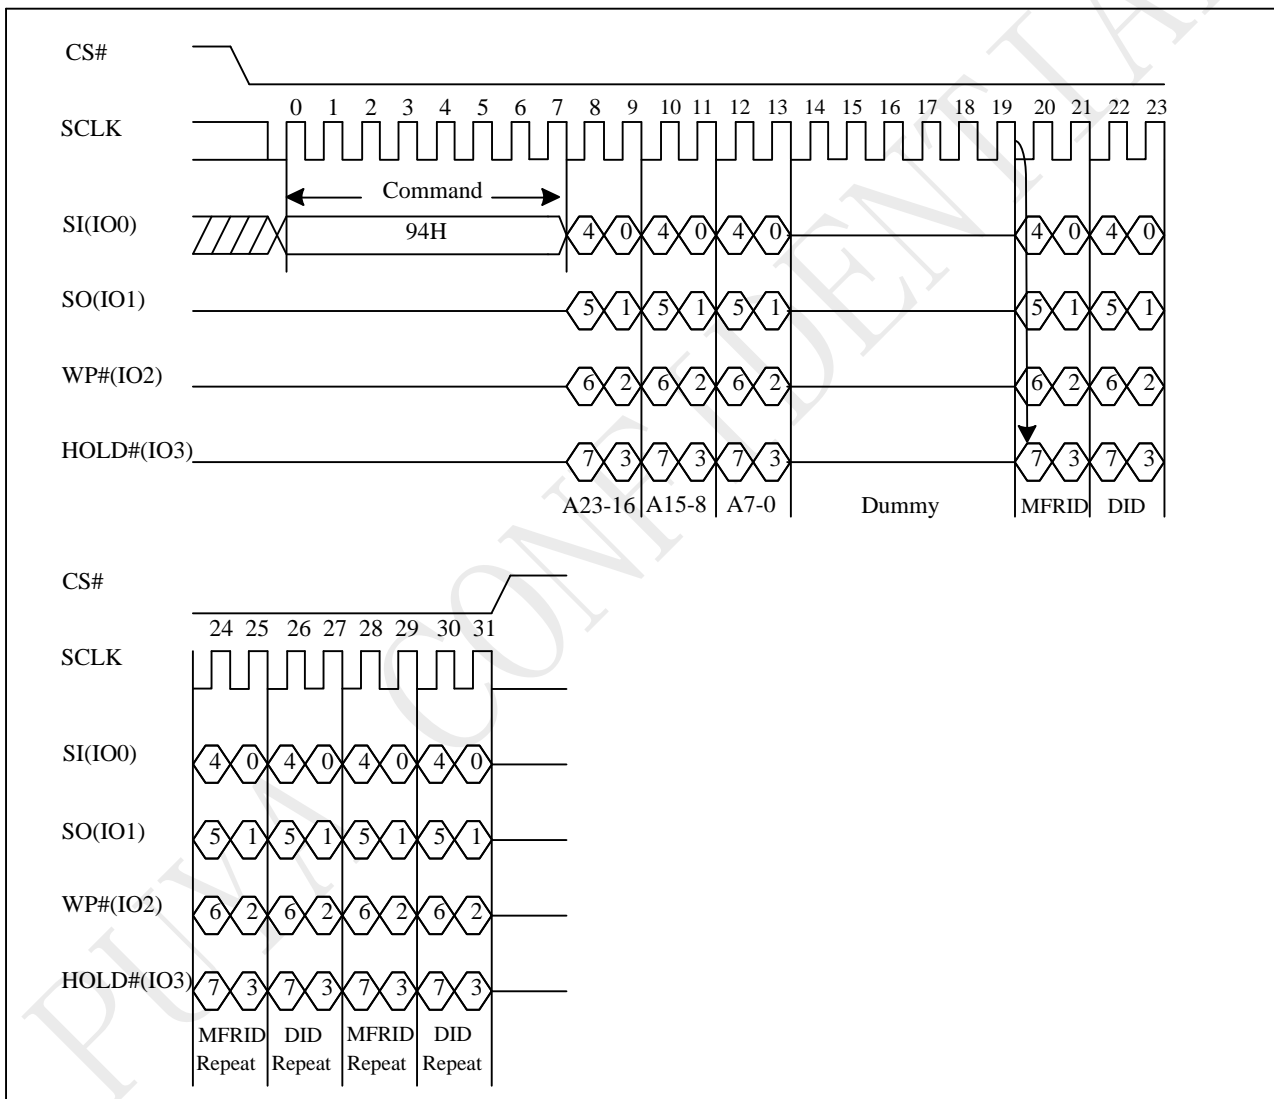 CS#
0 1 2 3 4 5 6 7 8 9 10 11 12 13 14 15 16 17 18 19 20 21 22 23
SCLK
Command
SI(IO0) 94H 4 0 4 0 4 0 4 0 4 0
SO(IO1) 5 1 5 1 5 1 5 1 5 1
WP#(IO2) 6 2 6 2 6 2 6 2 6 2
HOLD#(IO3) 7 3 7 3 7 3 7 3 7 3
A23-16 A15-8 A7-0 Dummy MFRID DID
CS#
24 25 26 27 28 29 30 31
SCLK
SI(IO0) 4 0 4 0 4 0 4 0
SO(IO1) 5 1 5 1 5 1 5 1
WP#(IO2) 6 2 6 2 6 2 6 2
HOLD#(IO3) 7 3 7 3 7 3 7 3
MFRID DID MFRID DID
Repeat Repeat Repeat Repeat
PUYA CONFIDENTIAL